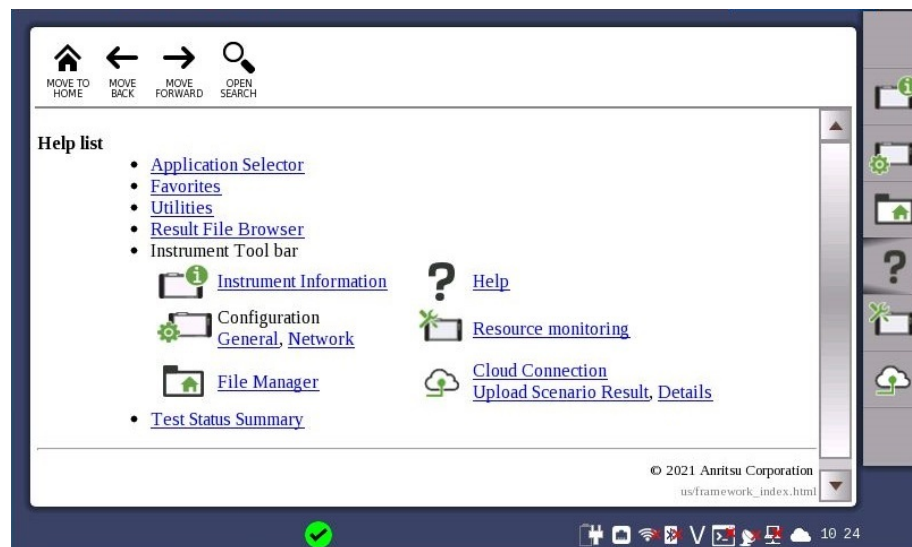 MOVE TO HOME
MOVE BACK
MOVE FORWARD
OPEN SEARCH
Help list
Application Selector
Favorites
Utilities
Result File Browser
Instrument Tool bar
Instrument Information
Help
Configuration
General, Network
Resource monitoring
File Manager
Cloud Connection
Upload Scenario Result, Details
Test Status Summary
© 2021 Anritsu Corporation
us/framework_index.html
V 10 24